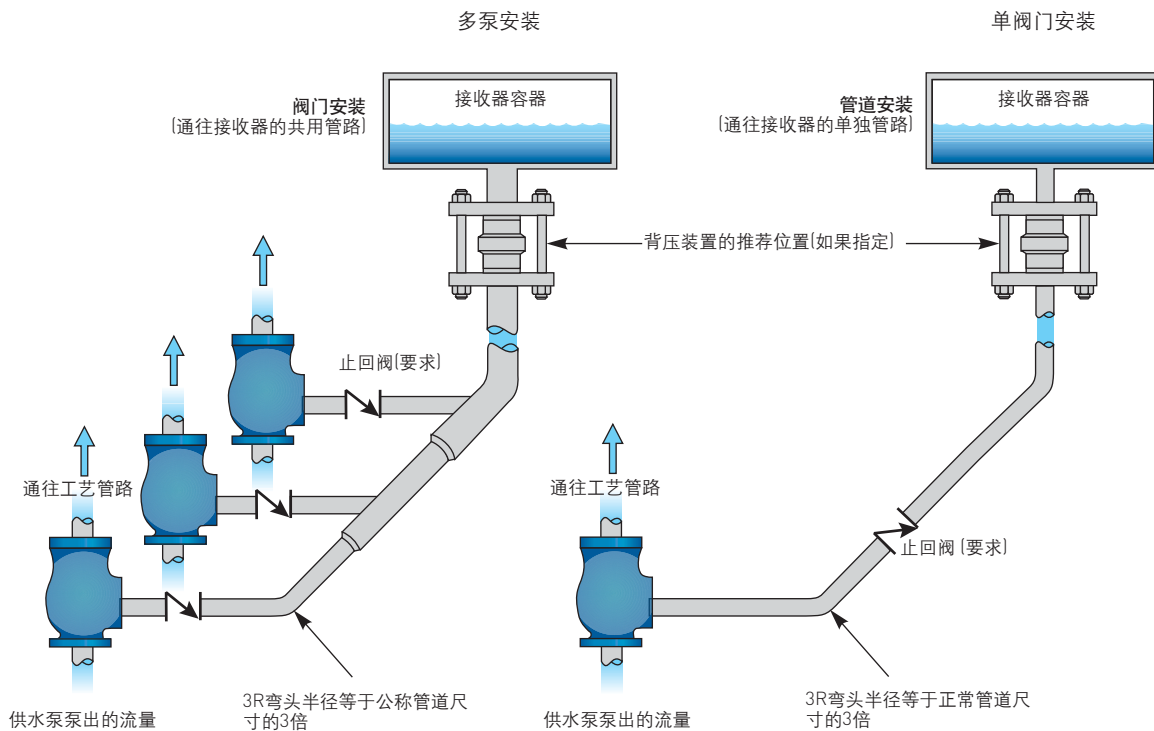 多泵安装
单阀门安装
阀门安装
(通往接收器的共用管路)
接收器容器
管道安装
(通往接收器的单独管路)
接收器容器
背压装置的推荐位置(如果指定)
止回阀(要求)
通往工艺管路
通往工艺管路
止回阀 (要求)
3R弯头半径等于公称管道尺
寸的3倍
3R弯头半径等于正常管道尺
寸的3倍
供水泵泵出的流量
供水泵泵出的流量